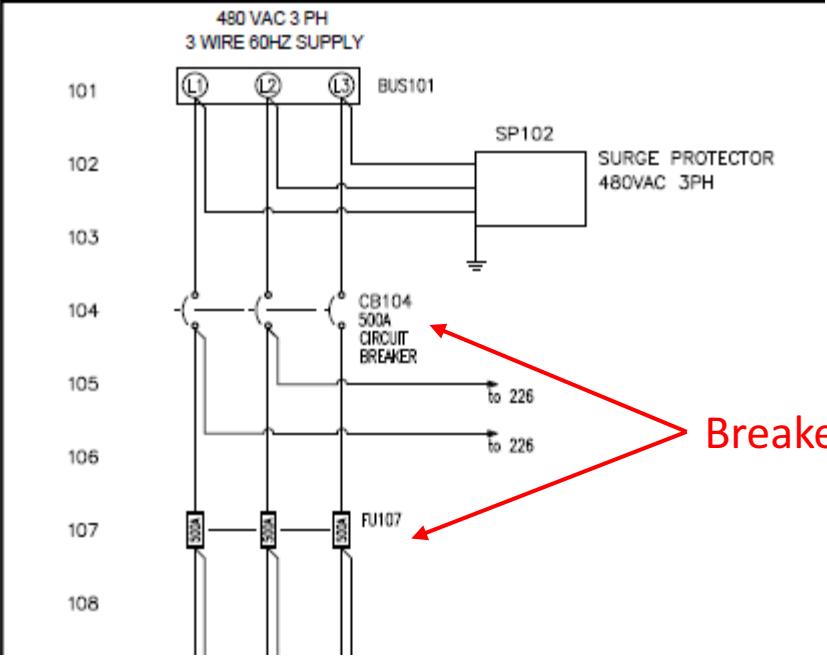 480 VAC 3 PH
3 WIRE 60HZ SUPPLY
101
L1
L2
L3
BUS101
SP102
102
SURGE PROTECTOR
480VAC 3PH
103
104
CB104
500A
CIRCUIT
BREAKER
105
to 226
106
to 226
Breake
107
500A
500A
500A
FU107
108